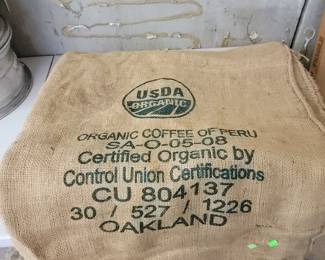 USDA
ORGANIC
ORGANIC COFFEE OF PERU
SA-O-05-08
Certified Organic by
Control Union Certifications
CU 804137
30 / 527 / 1226
OAKLAND